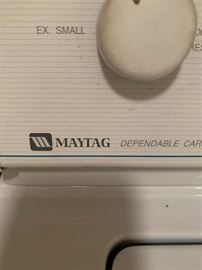 EX. SMALL
MAYTAG DEPENDABLE CAR